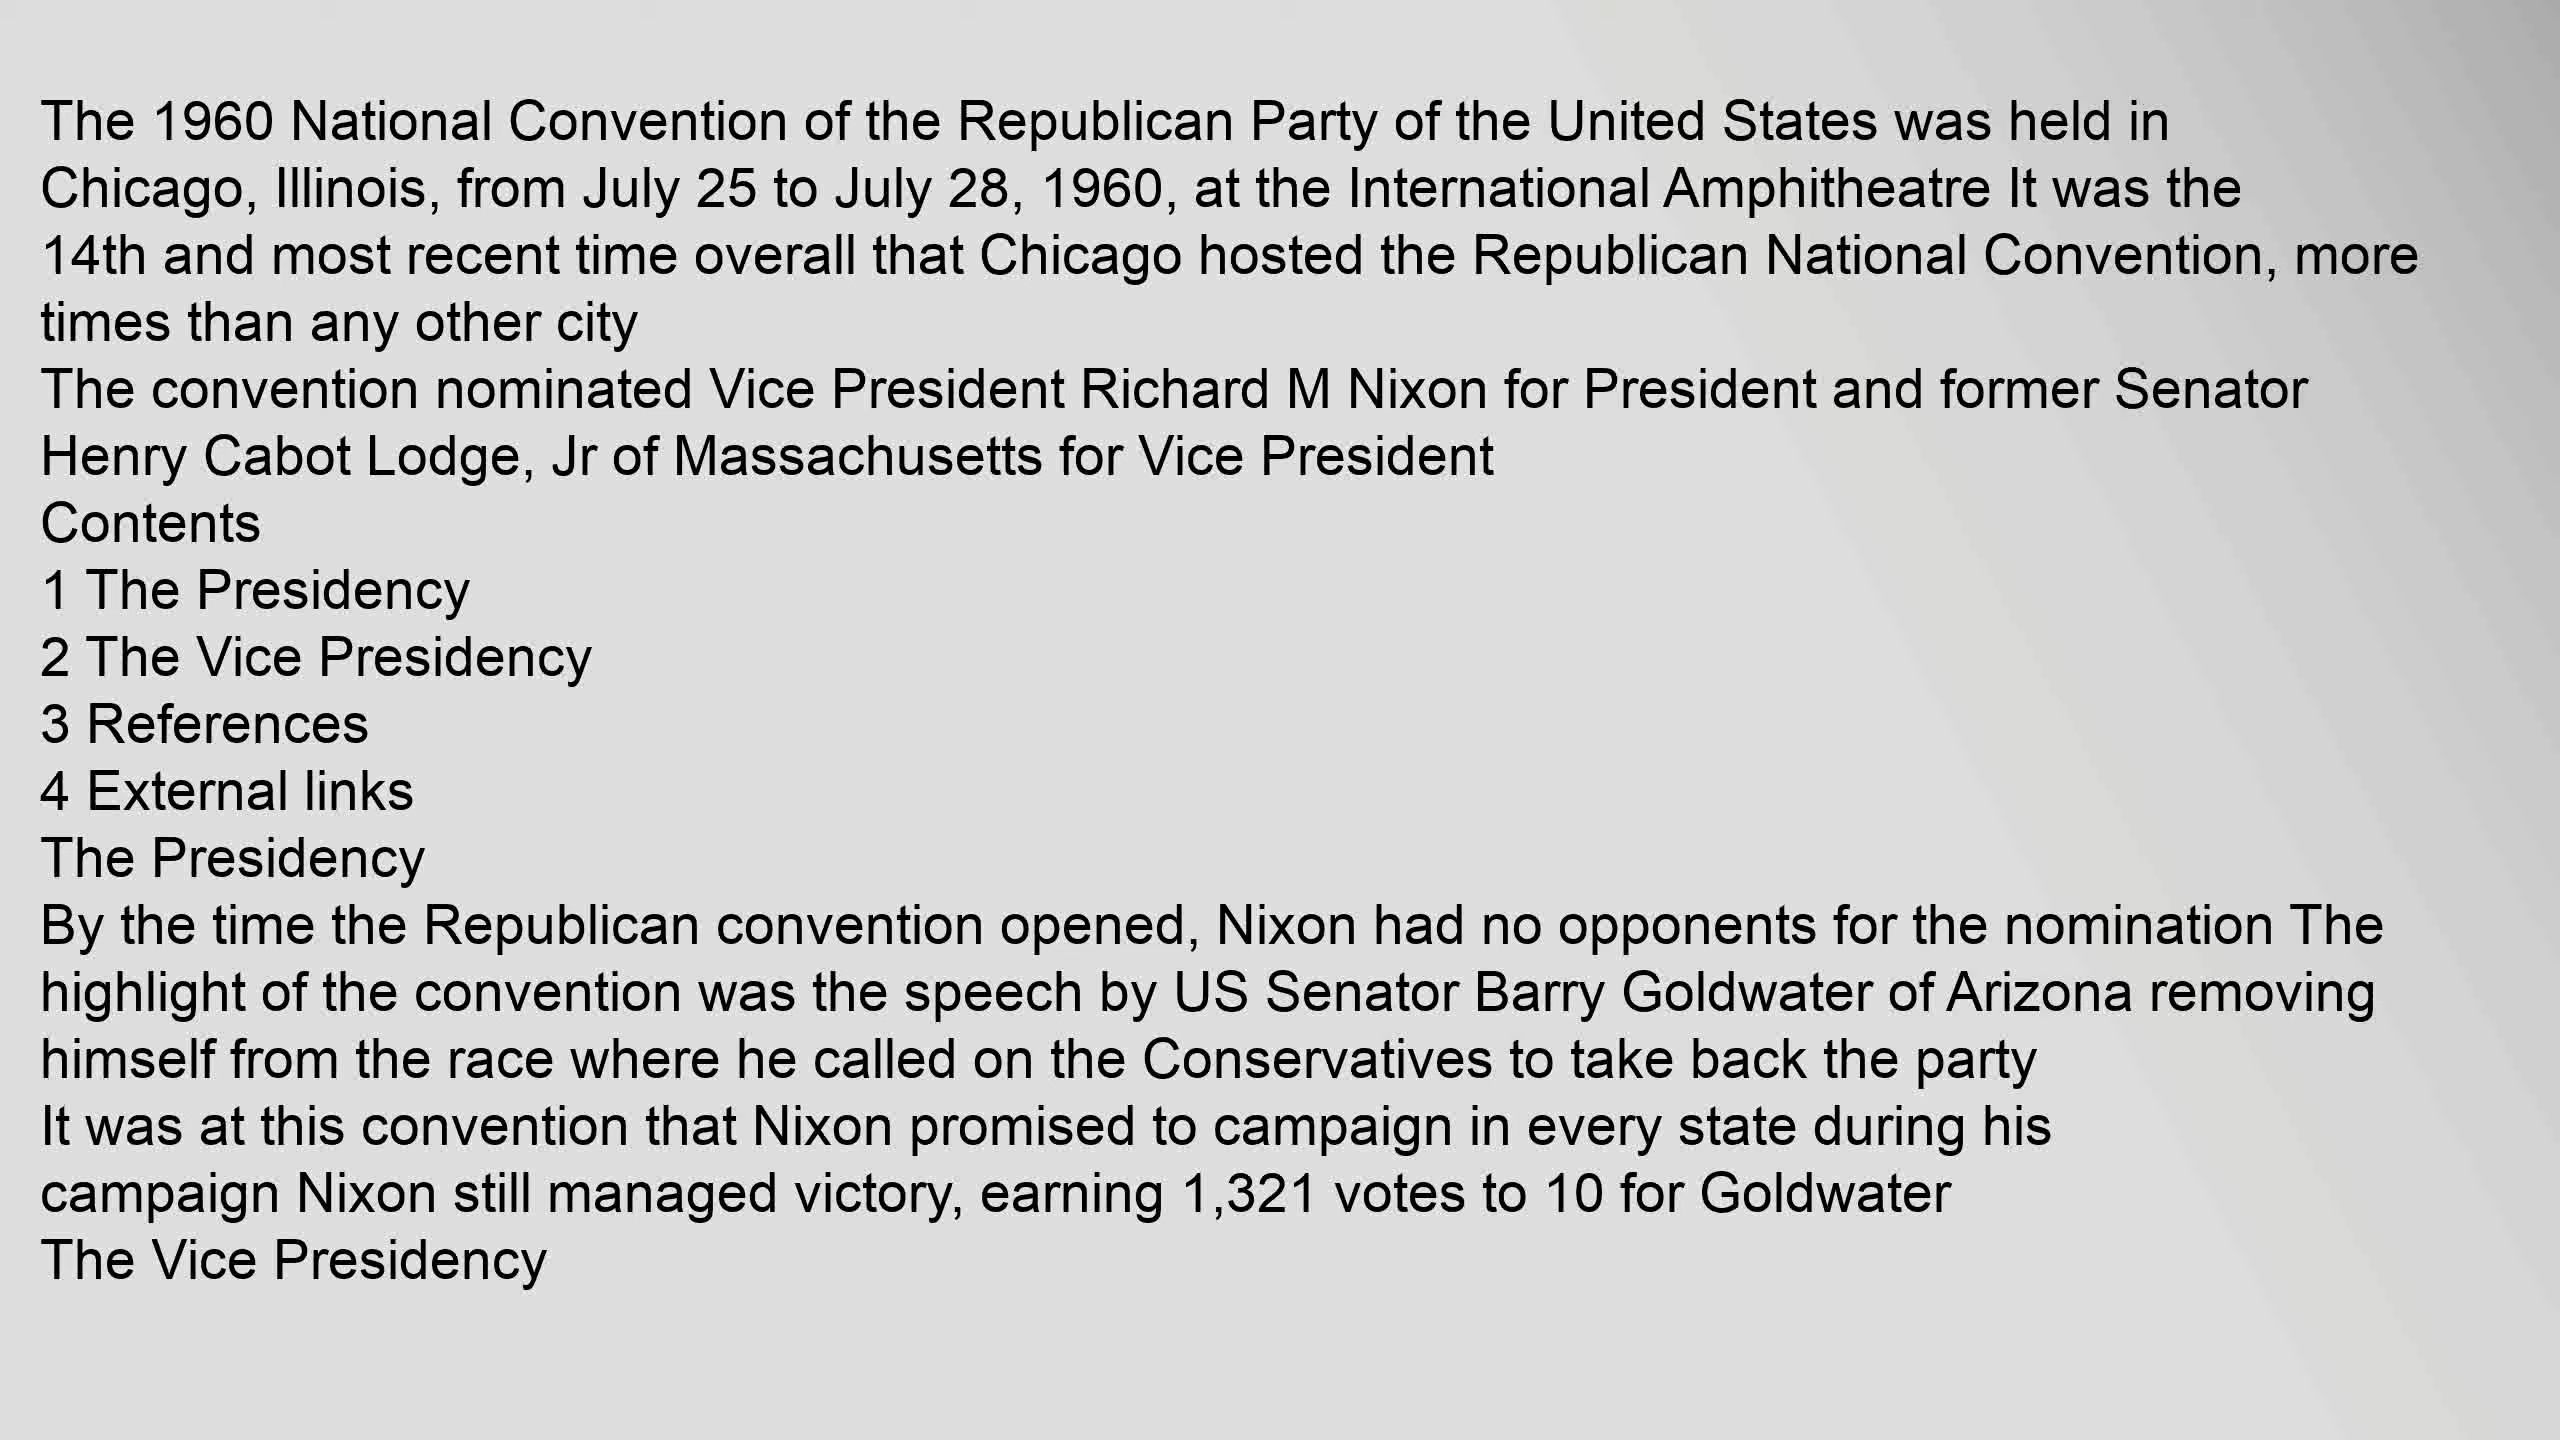 The 1960 National Convention of the Republican Party of the United States was held in
Chicago, Illinois, from July 25 to July 28, 1960, at the International Amphitheatre It was the
14th and most recent time overall that Chicago hosted the Republican National Convention, more
times than any other city
The convention nominated Vice President Richard M Nixon for President and former Senator
Henry Cabot Lodge, Jr of Massachusetts for Vice President
Contents
1 The Presidency
2 The Vice Presidency
3 References
4 External links
The Presidency
By the time the Republican convention opened, Nixon had no opponents for the nomination The
highlight of the convention was the speech by US Senator Barry Goldwater of Arizona removing
himself from the race where he called on the Conservatives to take back the party
It was at this convention that Nixon promised to campaign in every state during his
campaign Nixon still managed victory, earning 1,321 votes to 10 for Goldwater
The Vice Presidency